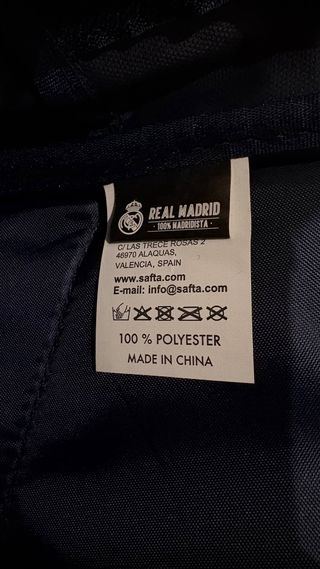 REAL MADRID
· 100% MADRIDISTA ·
C/ LAS TRECE ROSAS 2
46970 ALAQUAS,
VALENCIA, SPAIN
www.safta.com
E-mail: info@safta.com
100 % POLYESTER
MADE IN CHINA